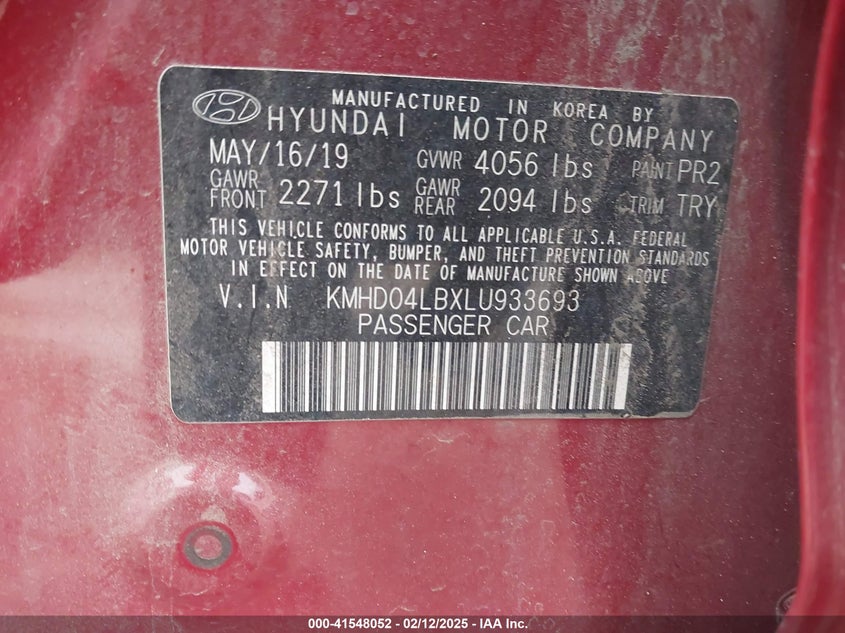 MANUFACTURED IN KOREA BY
HYUNDAI MOTOR COMPANY
MAY/16/19 GVWR 4056 lbs PAINT PR2
GAWR FRONT 2271 lbs GAWR REAR 2094 lbs TRIM TRY
THIS VEHICLE CONFORMS TO ALL APPLICABLE U.S.A. FEDERAL
MOTOR VEHICLE SAFETY, BUMPER, AND THEFT PREVENTION STANDARDS
IN EFFECT ON THE DATE OF MANUFACTURE SHOWN ABOVE
V.I.N KMHD04LBXLU933693
PASSENGER CAR
000-41548052 - 02/12/2025 - IAA Inc.